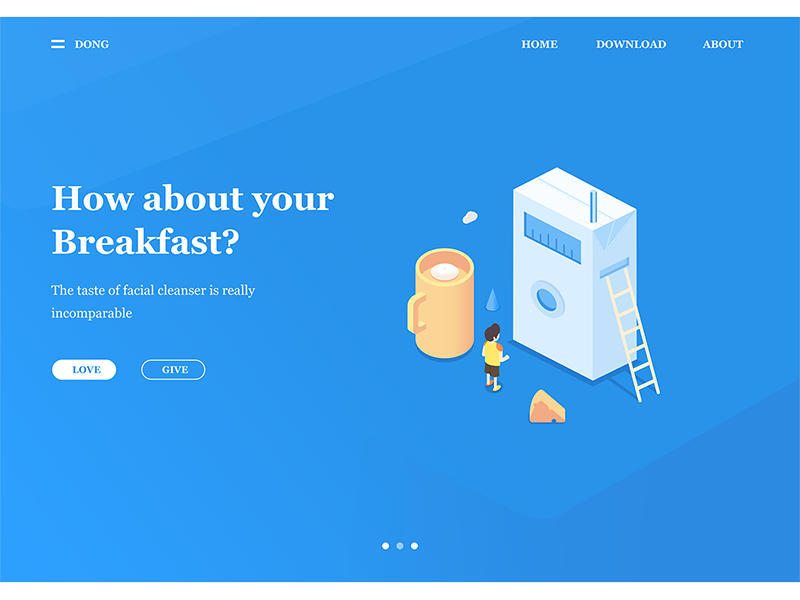 DONG
HOME
DOWNLOAD
ABOUT
How about your
Breakfast?
The taste of facial cleanser is really
incomparable
LOVE
GIVE